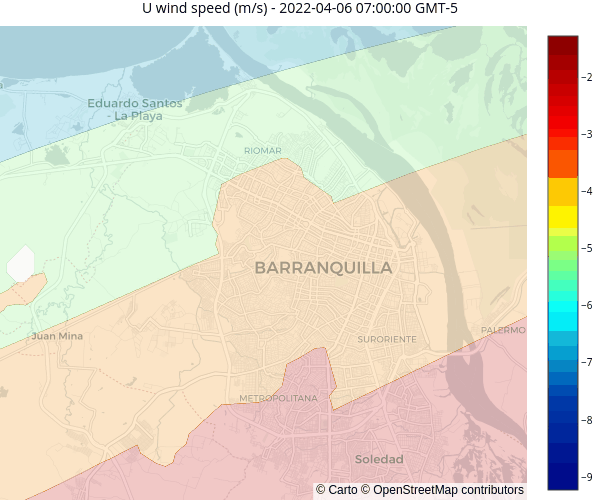 U wind speed (m/s) - 2022-04-06 07:00:00 GMT-5
Eduardo Santos
- La Playa
RIOMAR
BARRANQUILLA
Juan Mina
SURORIENTE
PALERMO
METROPOLITANA
Soledad
© Carto © OpenStreetMap contributors
−2
−3
−4
−5
−6
−7
−8
−9